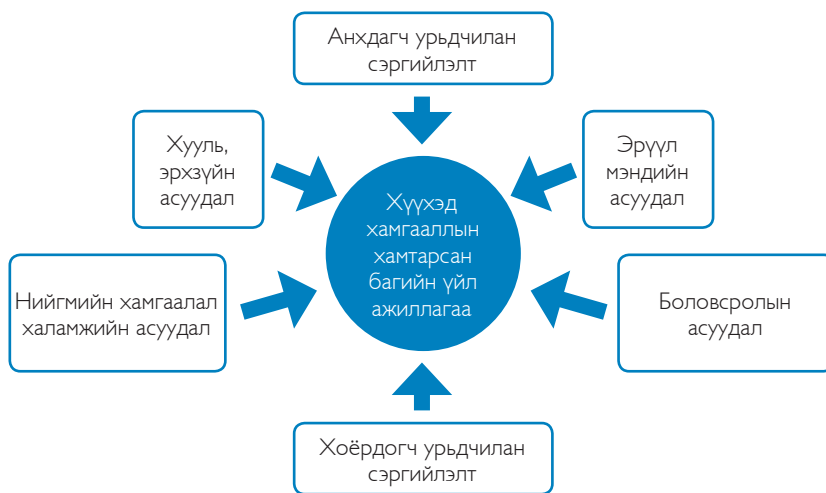 Анхдагч урьдчилан
сэргийлэлт
Хууль,
эрхзүйн
асуудал
Эрүүл
мэндийн
асуудал
Хүүхэд
хамгааллын
хамтарсан
багийн үйл
ажиллагаа
Нийгмийн хамгаалал
халамжийн асуудал
Боловсролын
асуудал
Хоёрдогч урьдчилан
сэргийлэлт